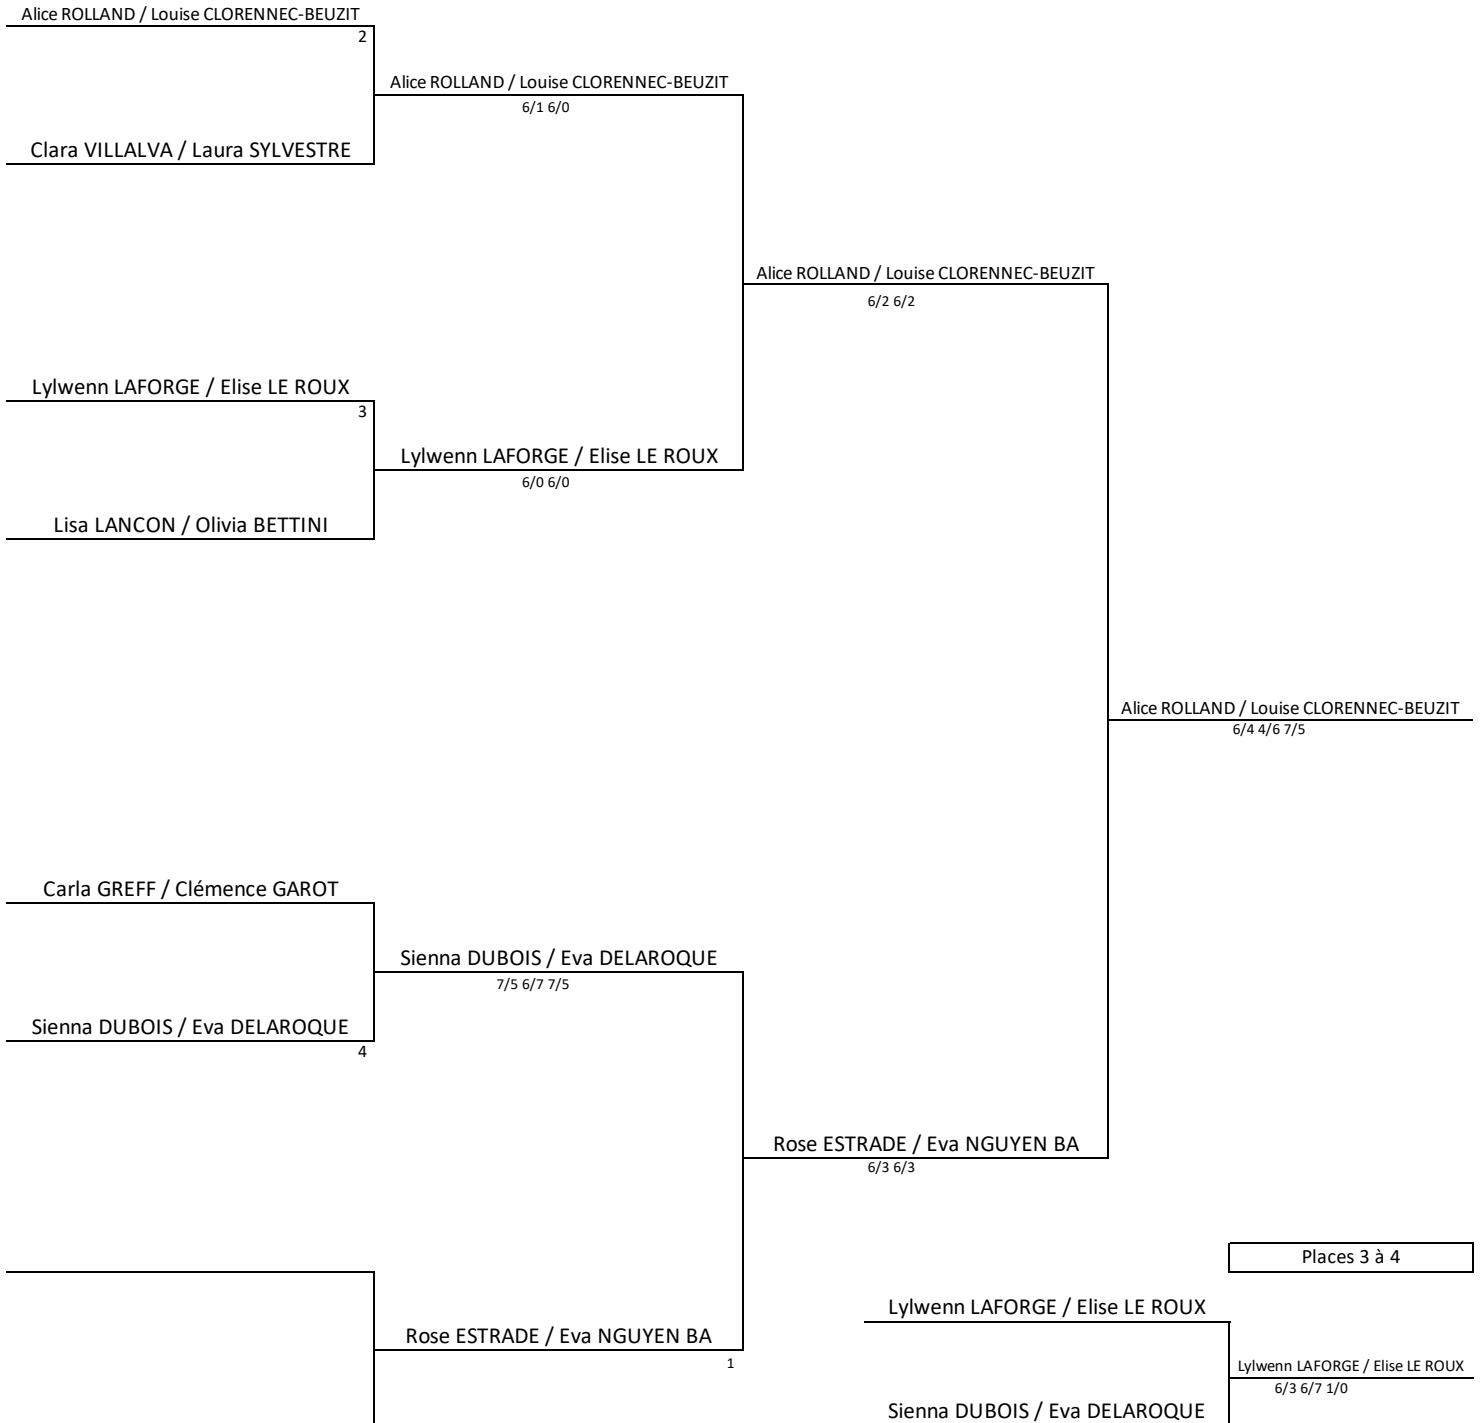 Alice ROLLAND / Louise CLORENNEC-BEUZIT
2
Alice ROLLAND / Louise CLORENNEC-BEUZIT
6/1 6/0
Clara VILLALVA / Laura SYLVESTRE
Alice ROLLAND / Louise CLORENNEC-BEUZIT
6/2 6/2
Lylwenn LAFORGE / Elise LE ROUX
3
Lylwenn LAFORGE / Elise LE ROUX
6/0 6/0
Lisa LANCON / Olivia BETTINI
Alice ROLLAND / Louise CLORENNEC-BEUZIT
6/4 4/6 7/5
Carla GREFF / Clémence GAROT
Sienna DUBOIS / Eva DELAROQUE
7/5 6/7 7/5
Sienna DUBOIS / Eva DELAROQUE
4
Rose ESTRADE / Eva NGUYEN BA
6/3 6/3
Places 3 à 4
Lylwenn LAFORGE / Elise LE ROUX
Rose ESTRADE / Eva NGUYEN BA
1
Lylwenn LAFORGE / Elise LE ROUX
6/3 6/7 1/0
Sienna DUBOIS / Eva DELAROQUE